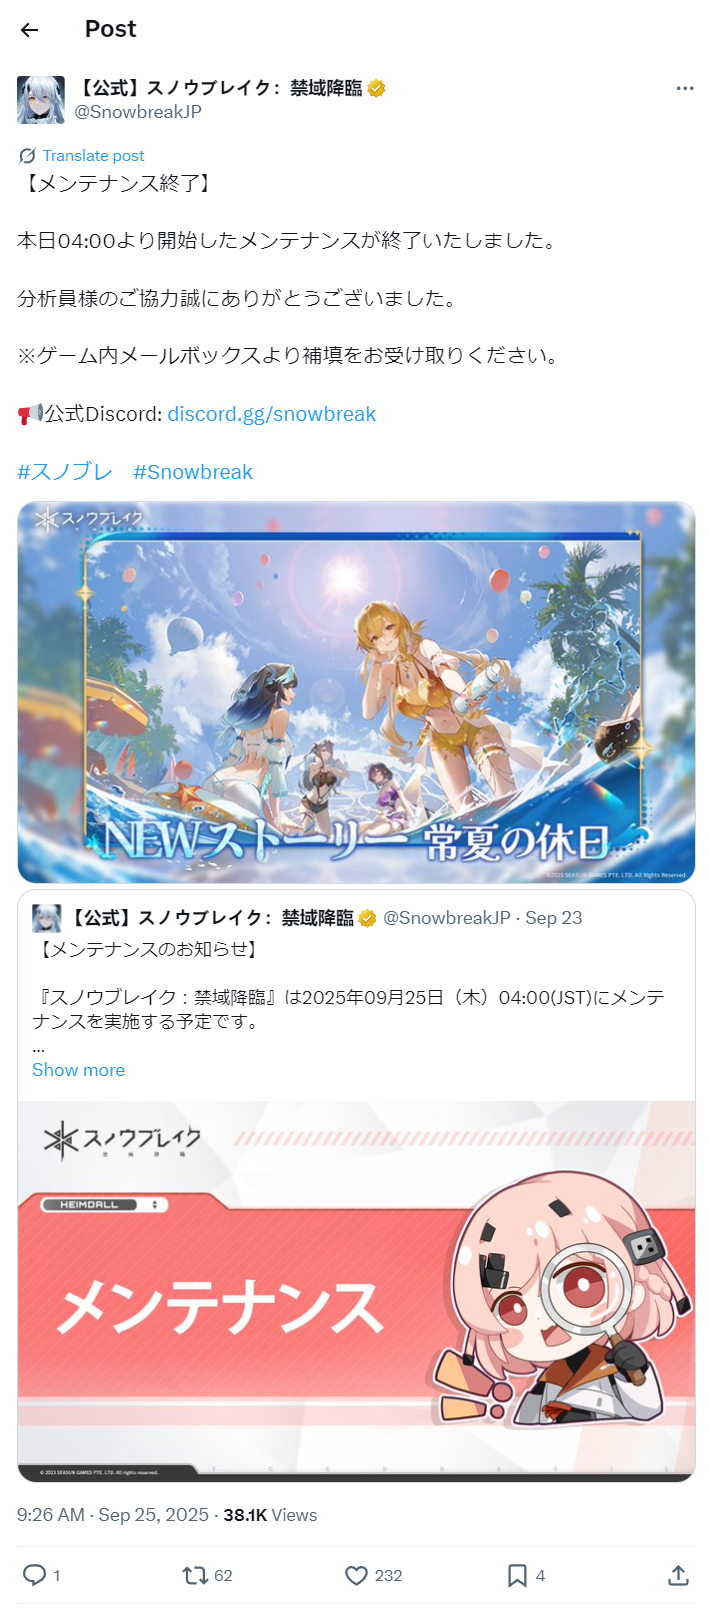 Post
【公式】スノウブレイク：禁域降臨
@SnowbreakJP
Translate post
【メンテナンス終了】
本日04:00より開始したメンテナンスが終了いたしました。
分析員様のご協力誠にありがとうございました。
※ゲーム内メールボックスより補填をお受け取りください。
公式Discord: discord.gg/snowbreak
#スノブレ #Snowbreak
スノウブレイク
NEWストーリー 常夏の休日
©2025 SEASUN GAMES PTE. LTD. All Rights Reserved.
【公式】スノウブレイク：禁域降臨 @SnowbreakJP · Sep 23
【メンテナンスのお知らせ】
『スノウブレイク：禁域降臨』は2025年09月25日（木）04:00(JST)にメンテ
ナンスを実施する予定です。
...
Show more
スノウブレイク
禁域降臨
HEIMDALL
メンテナンス
© 2023 SEASUN GAMES PTE. LTD. All rights reserved.
9:26 AM · Sep 25, 2025 · 38.1K Views
1 62 232 4